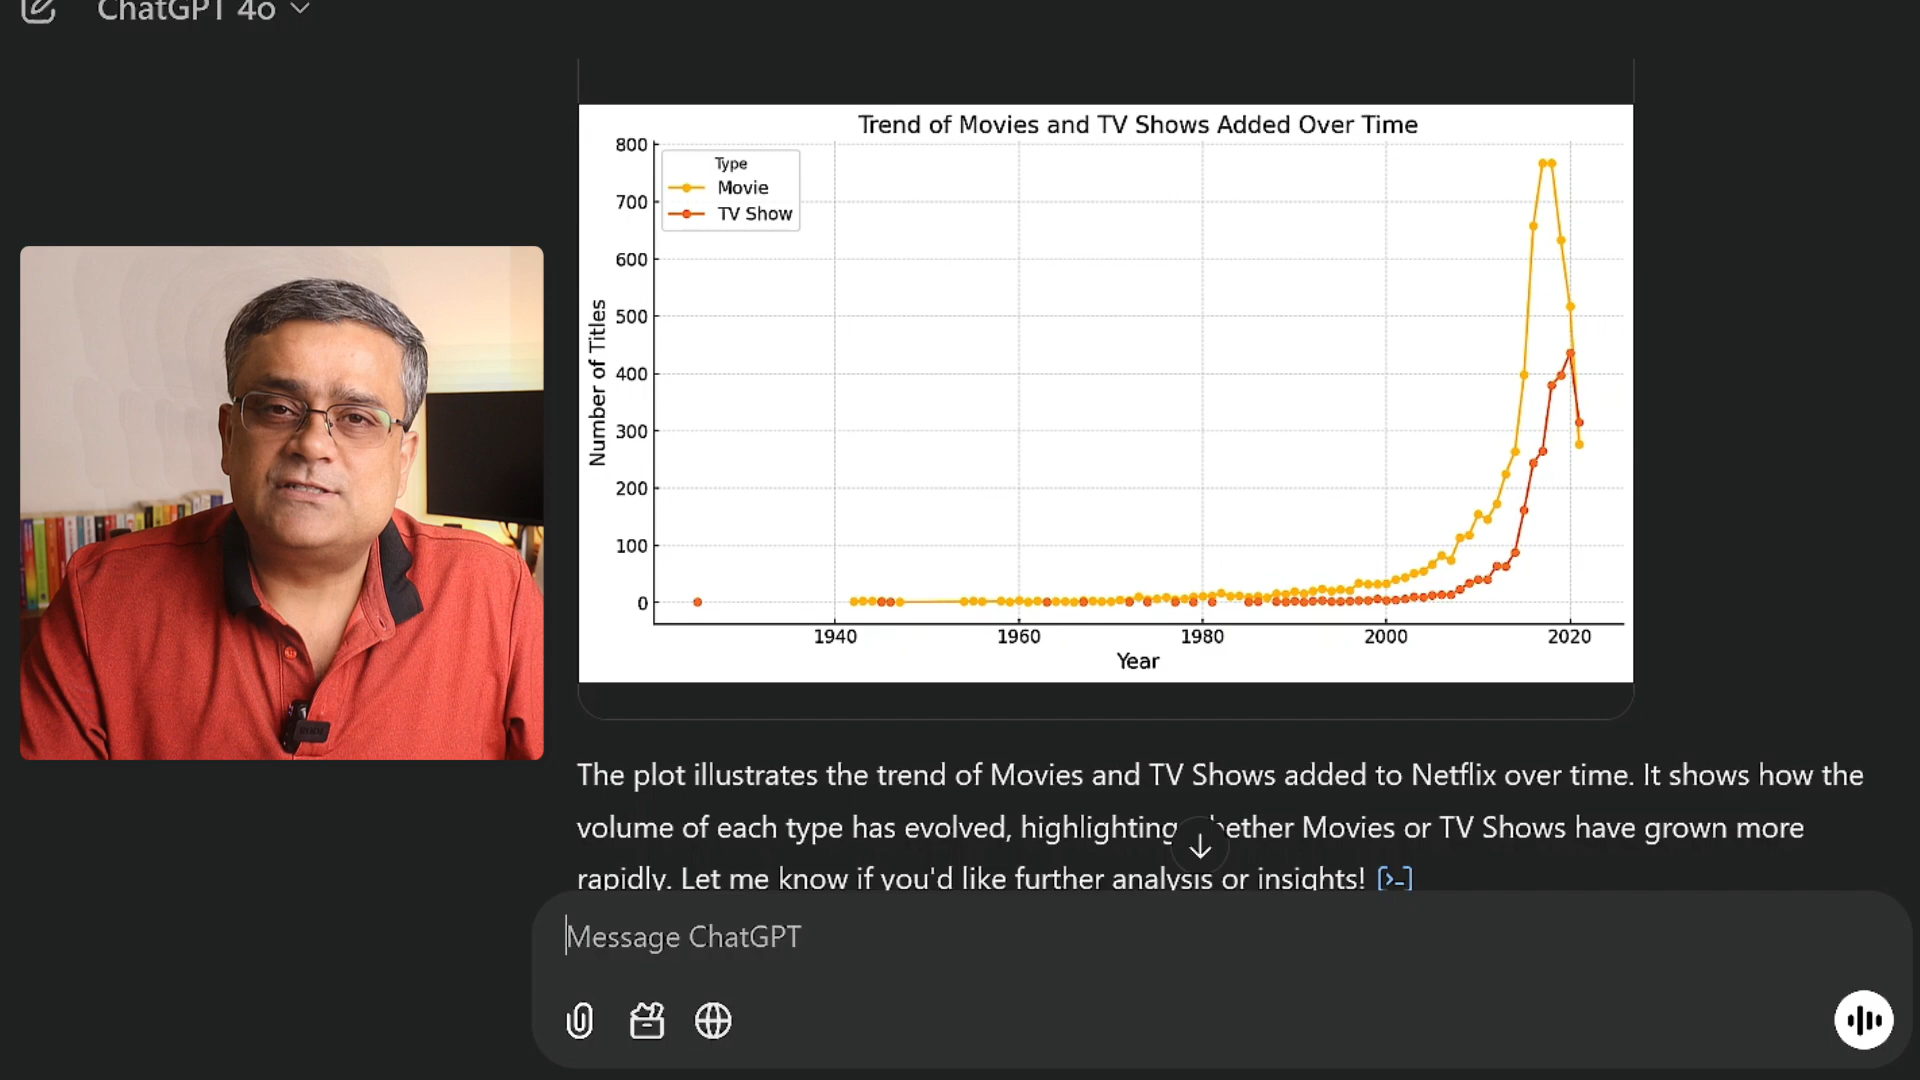 ChatGPT 4o
Trend of Movies and TV Shows Added Over Time
800
700
600
500
400
300
200
100
0
Number of Titles
Type
Movie
TV Show
1940 1960 1980 2000 2020
Year
The plot illustrates the trend of Movies and TV Shows added to Netflix over time. It shows how the
volume of each type has evolved, highlighting hether Movies or TV Shows have grown more
rapidly. Let me know if you'd like further analysis or insights! [>_]
Message ChatGPT